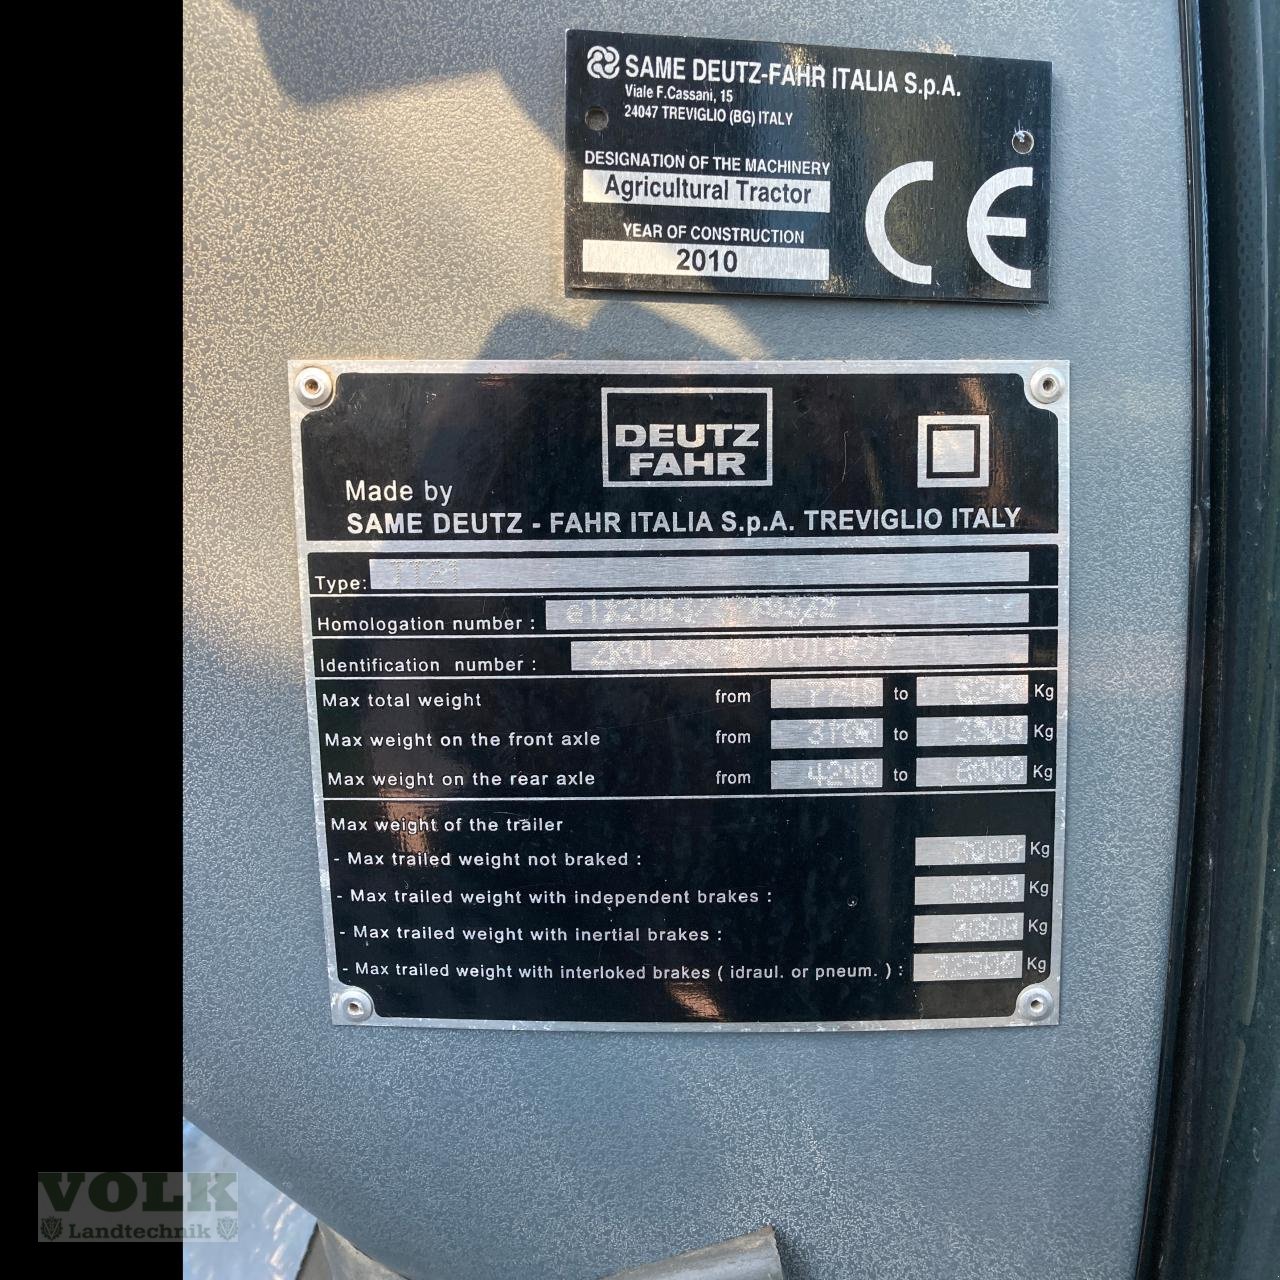 SAME DEUTZ-FAHR ITALIA S.p.A.
Viale F.Cassani, 15
24047 TREVIGLIO (BG) ITALY
DESIGNATION OF THE MACHINERY
Agricultural Tractor
YEAR OF CONSTRUCTION
2010
CE
DEUTZ
FAHR
Made by
SAME DEUTZ - FAHR ITALIA S.p.A. TREVIGLIO ITALY
Type: TT21
Homologation number :
Identification number :
Max total weight from to Kg
Max weight on the front axle from 3100 to Kg
Max weight on the rear axle from 4240 to 6000 Kg
Max weight of the trailer
- Max trailed weight not braked : Kg
- Max trailed weight with independent brakes : 6000 Kg
- Max trailed weight with inertial brakes : Kg
- Max trailed weight with interloked brakes ( idraul. or pneum. ) : 32500 Kg
VOLK
Landtechnik